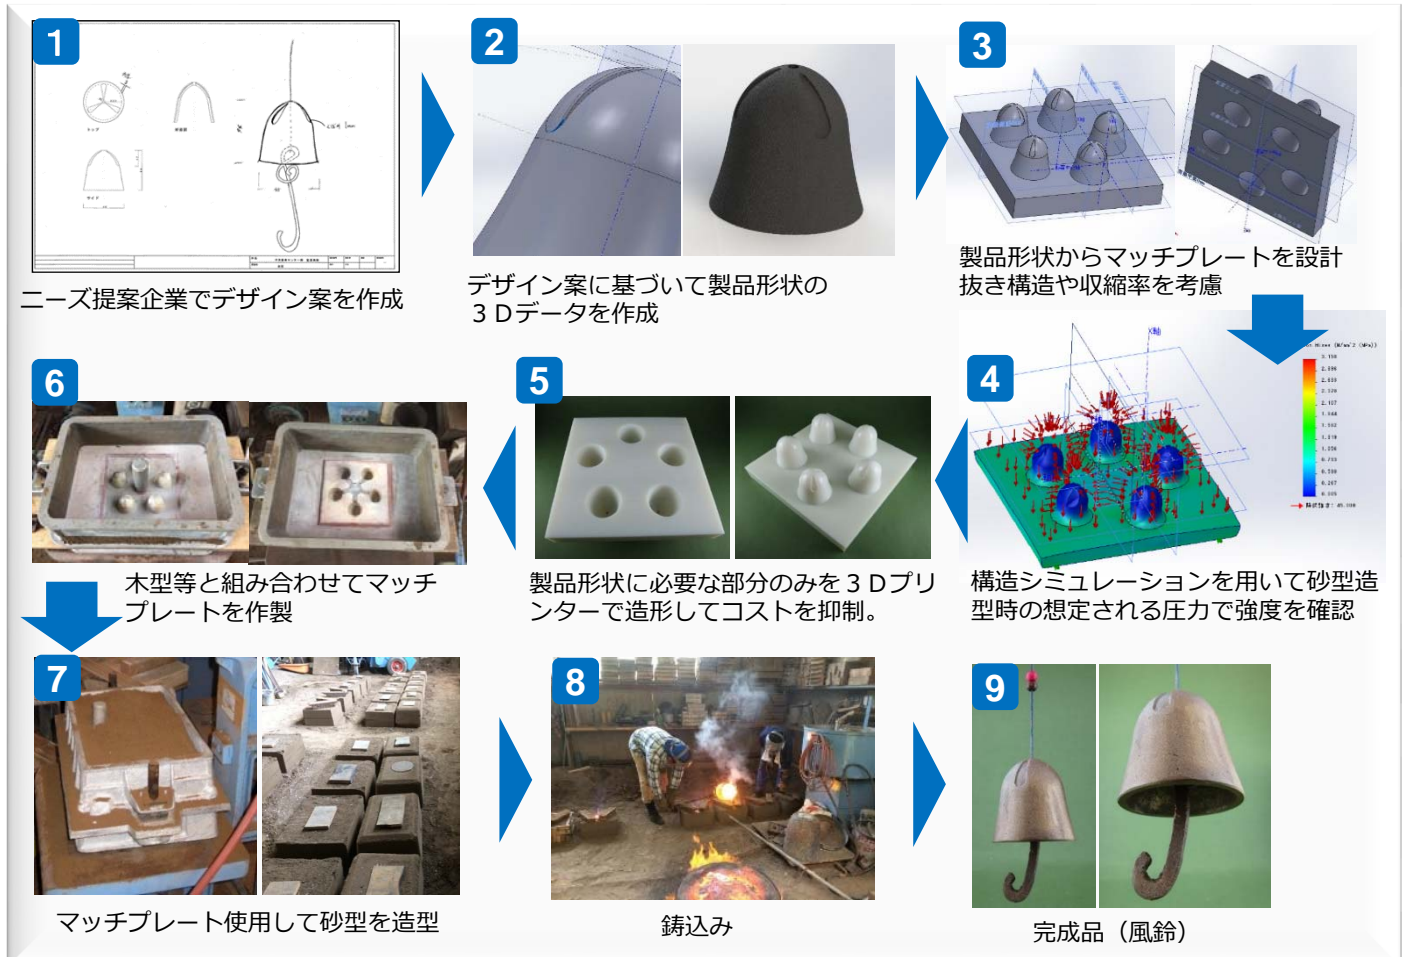 1
ニーズ提案企業でデザイン案を作成
2
デザイン案に基づいて製品形状の
３Ｄデータを作成
3
製品形状からマッチプレートを設計
抜き構造や収縮率を考慮
4
X軸
構造シミュレーションを用いて砂型造
型時の想定される圧力で強度を確認
5
製品形状に必要な部分のみを３Ｄプリ
ンターで造形してコストを抑制。
6
木型等と組み合わせてマッチ
プレートを作製
7
マッチプレート使用して砂型を造型
8
鋳込み
9
完成品（風鈴）